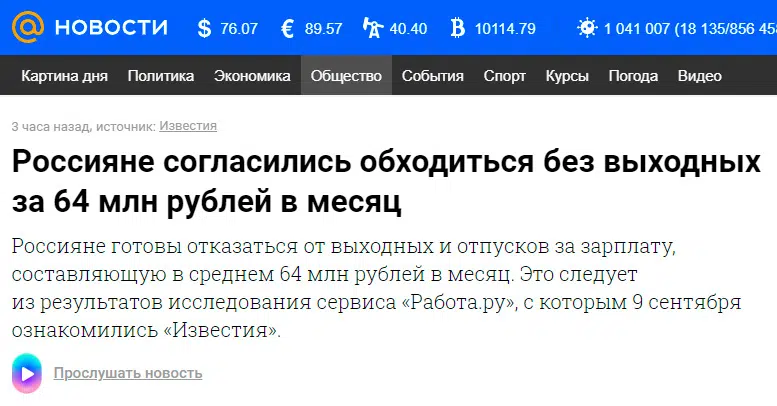 НОВОСТИ $ 76.07 € 89.57 40.40 10114.79 1 041 007 (18 135/856 458
Картина дня Политика Экономика Общество События Спорт Курсы Погода Видео
3 часа назад, источник: Известия
Россияне согласились обходиться без выходных
за 64 млн рублей в месяц
Россияне готовы отказаться от выходных и отпусков за зарплату,
составляющую в среднем 64 млн рублей в месяц. Это следует
из результатов исследования сервиса «Работа.ру», с которым 9 сентября
ознакомились «Известия».
Прослушать новость